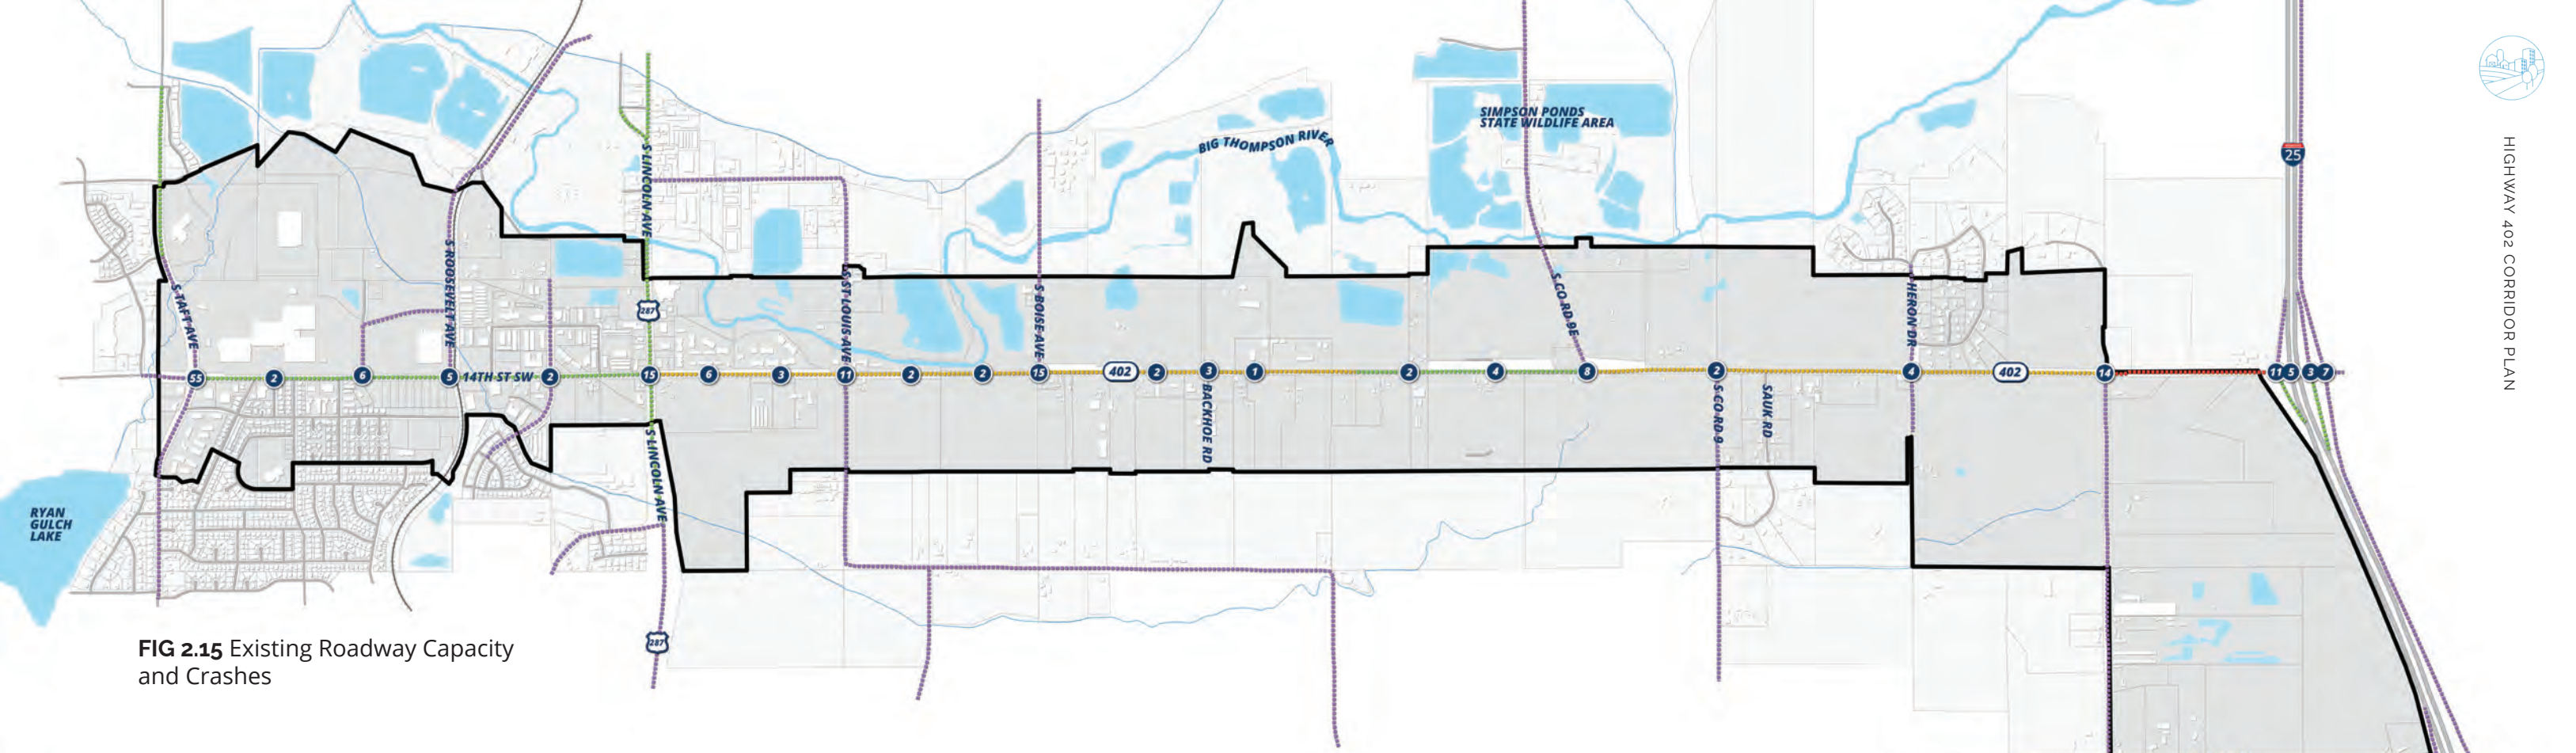 SIMPSON PONDS
STATE WILDLIFE AREA
BIG THOMPSON RIVER
25
HIGHWAY 402 CORRIDOR PLAN
S LINCOLN AVE
S ROOSEVELT AVE
S TAFT AVE
287
S ST LOUIS AVE
S BOISE AVE
S CO RD 9E
S HERON DR
55
2
6
5
14TH ST SW
2
15
6
3
11
2
2
15
402
2
3
1
2
4
8
2
4
402
14
11
5
3
7
BACKHOE RD
S CO RD 9
SAUK RD
S LINCOLN AVE
RYAN
GULCH
LAKE
287
FIG 2.15 Existing Roadway Capacity
and Crashes